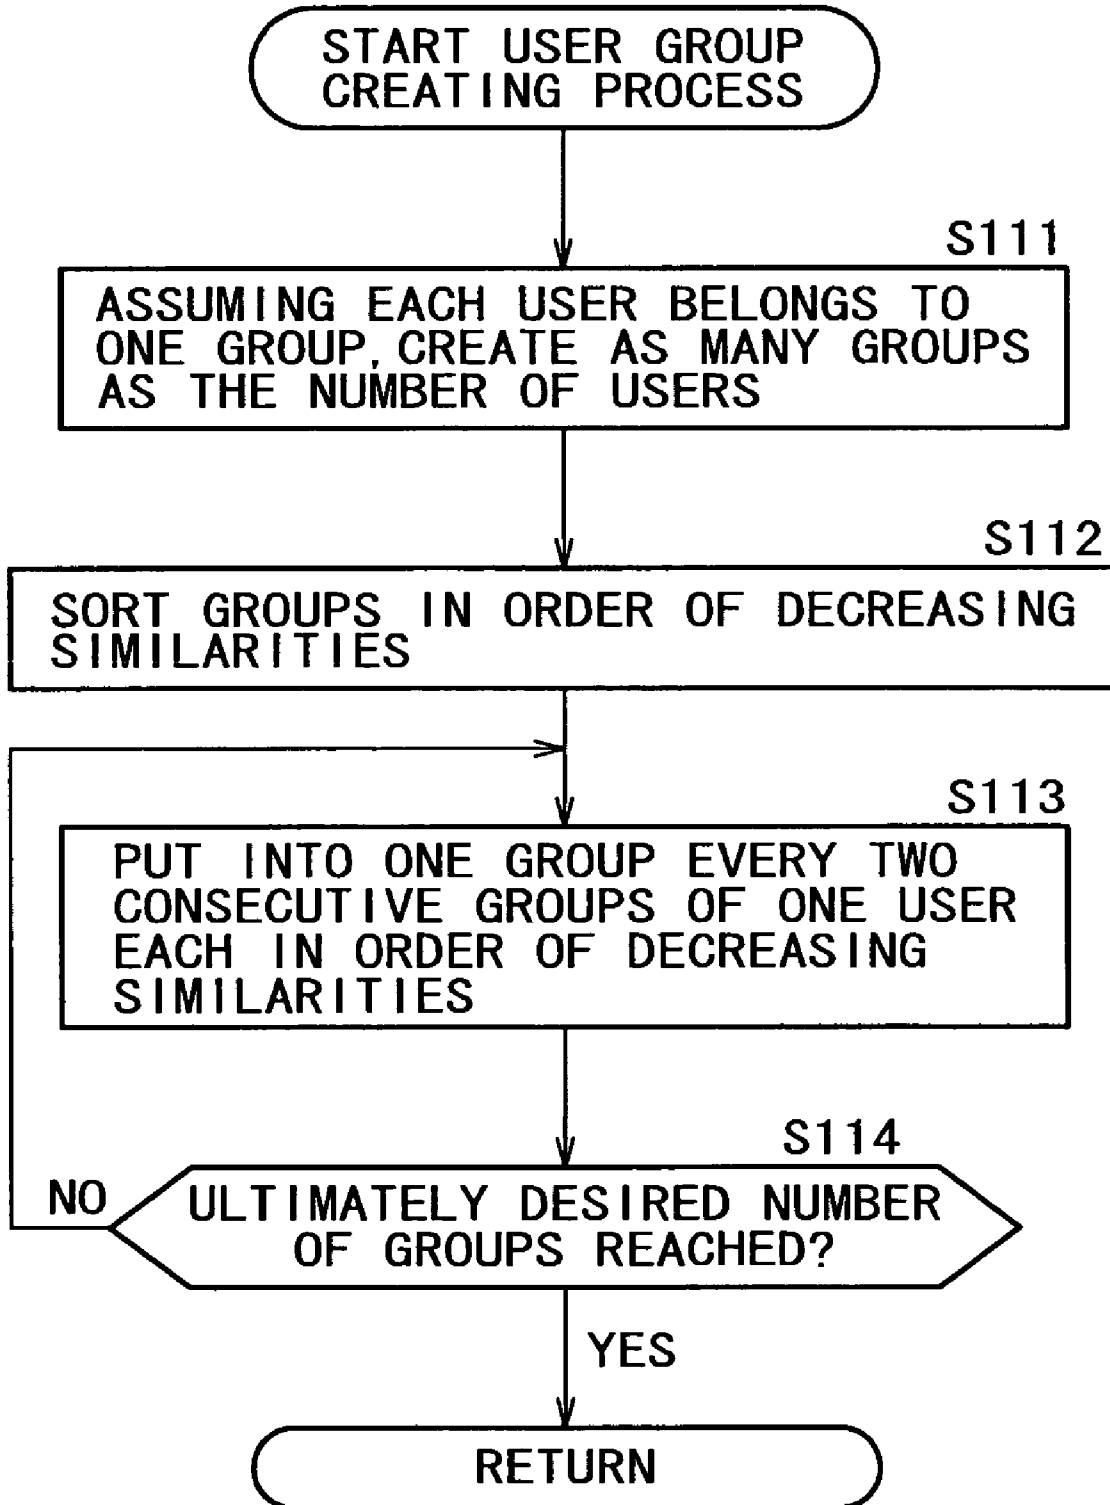 START USER GROUP
CREATING PROCESS
S111
ASSUMING EACH USER BELONGS TO
ONE GROUP, CREATE AS MANY GROUPS
AS THE NUMBER OF USERS
S112
SORT GROUPS IN ORDER OF DECREASING
SIMILARITIES
S113
PUT INTO ONE GROUP EVERY TWO
CONSECUTIVE GROUPS OF ONE USER
EACH IN ORDER OF DECREASING
SIMILARITIES
S114
NO
ULTIMATELY DESIRED NUMBER
OF GROUPS REACHED?
YES
RETURN